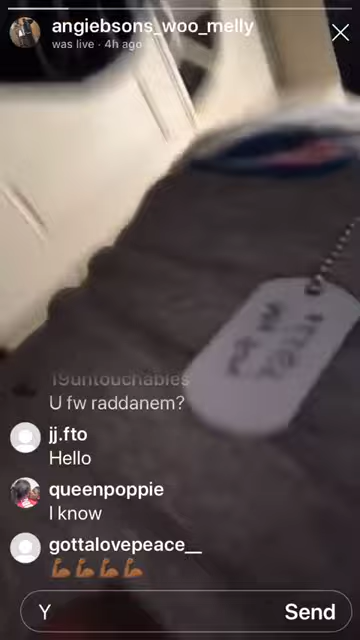 angiebsons_woo_melly
was live · 4h ago
19untouchables
U fw raddanem?
jj.fto
Hello
queenpoppie
I know
gottalovepeace__
💪🏾💪🏾💪🏾💪🏾
Y
Send